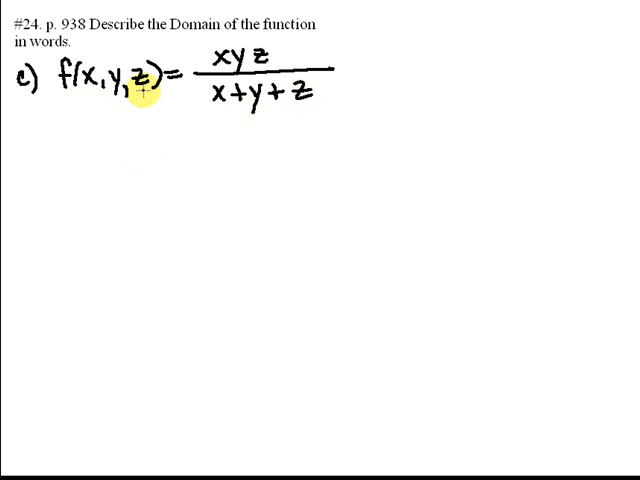 #24. p. 938 Describe the Domain of the function
in words.
c) f(x,y,z)= xyz / x+y+z